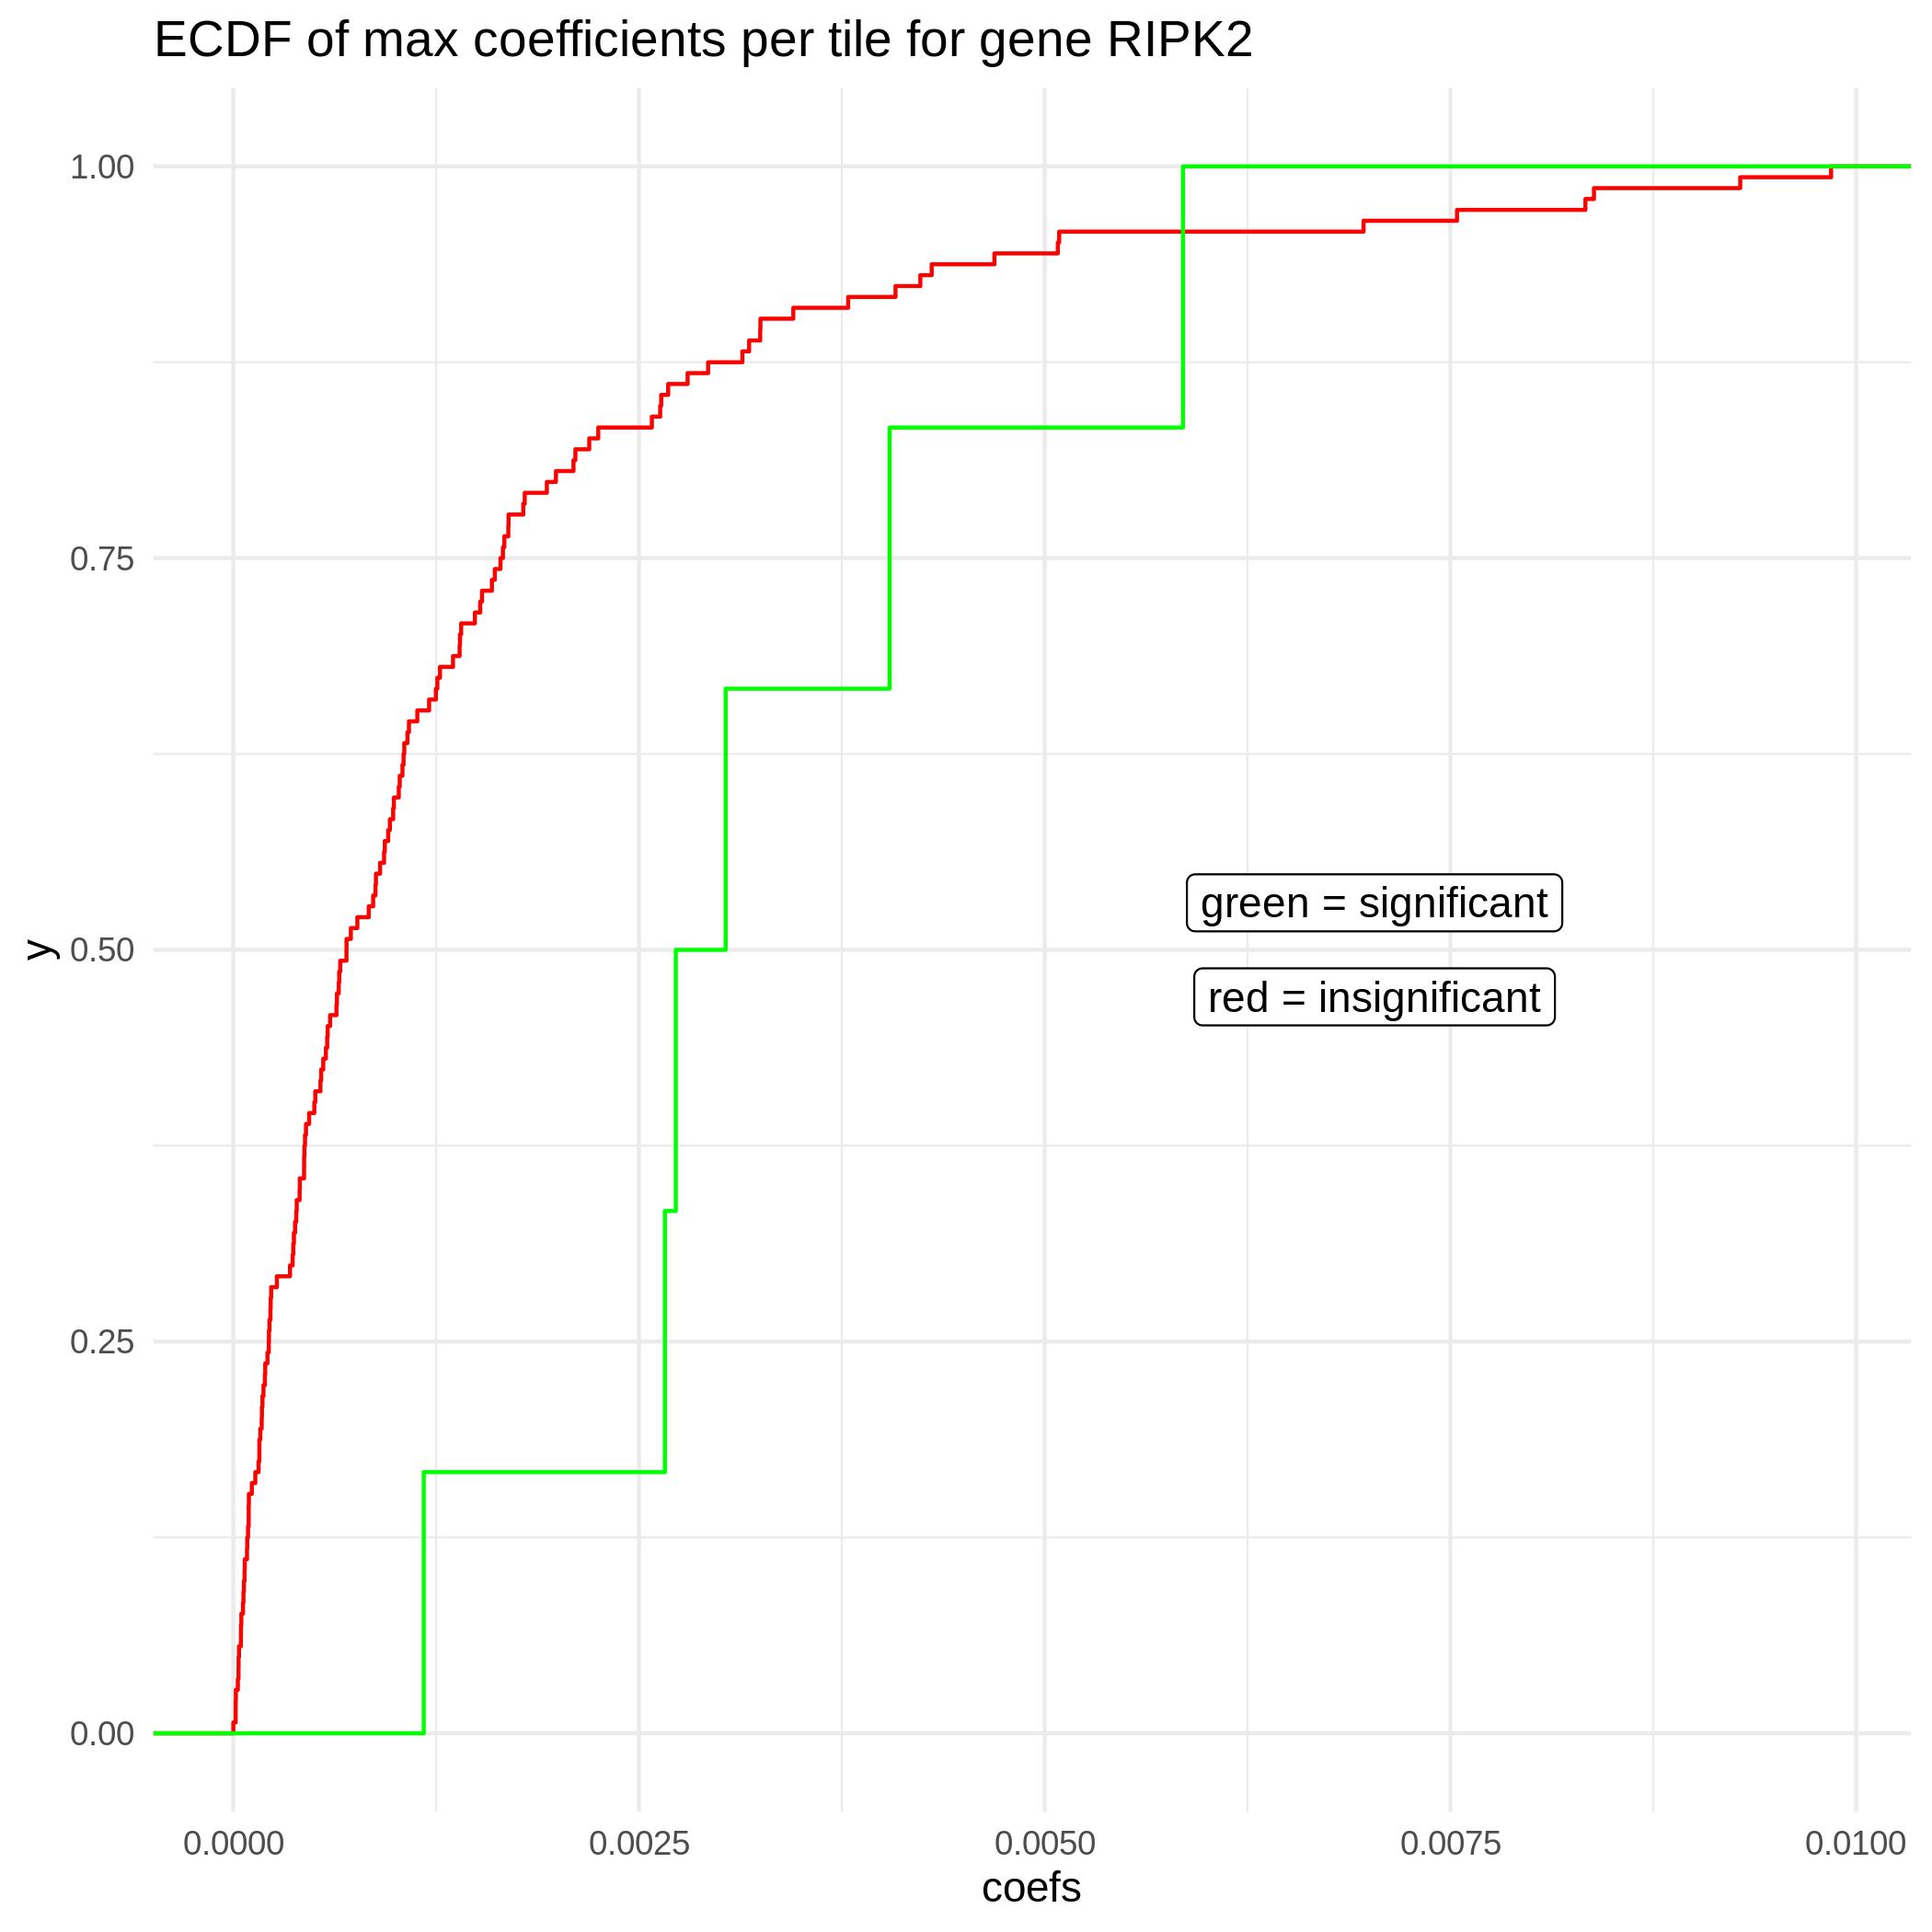 ECDF of max coefficients per tile for gene RIPK2
1.00
0.75
0.50
0.25
0.00
y
green = significant
red = insignificant
0.0000 0.0025 0.0050 0.0075 0.0100
coefs